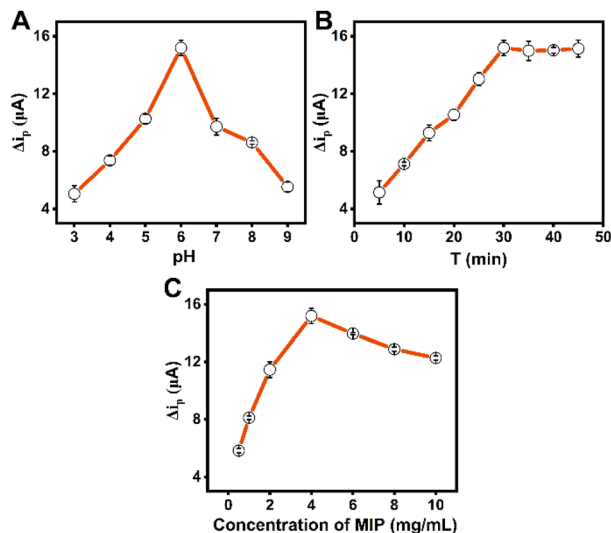 A
16
12
8
4
Δip (μA)
3 4 5 6 7 8 9
pH
B
16
12
8
4
Δip (μA)
0 10 20 30 40 50
T (min)
C
16
12
8
4
Δip (μA)
0 2 4 6 8 10
Concentration of MIP (mg/mL)